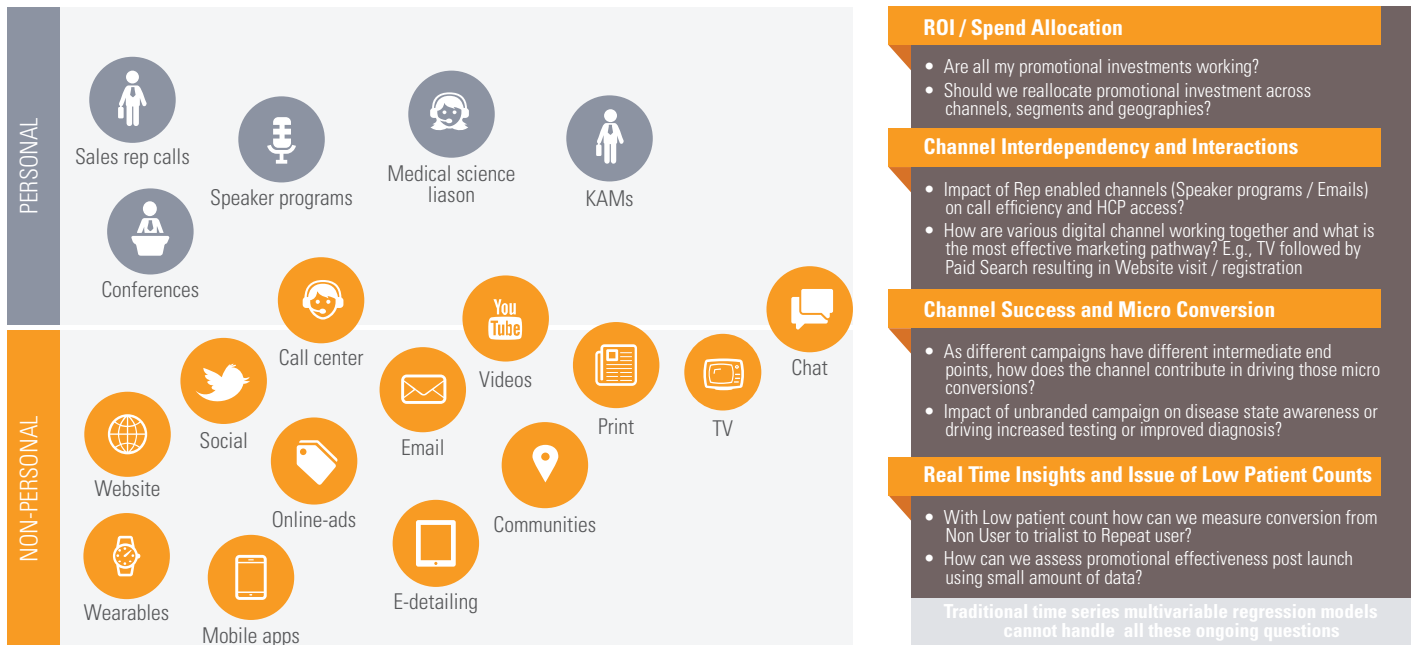 PERSONAL
Sales rep calls
Speaker programs
Medical science
liason
KAMs
Conferences
NON-PERSONAL
Call center
You
Tube
Videos
Chat
Social
Email
Print
TV
Website
Online-ads
Communities
Wearables
Mobile apps
E-detailing
ROI / Spend Allocation
• Are all my promotional investments working?
• Should we reallocate promotional investment across
channels, segments and geographies?
Channel Interdependency and Interactions
• Impact of Rep enabled channels (Speaker programs / Emails)
on call efficiency and HCP access?
• How are various digital channel working together and what is
the most effective marketing pathway? E.g., TV followed by
Paid Search resulting in Website visit / registration
Channel Success and Micro Conversion
• As different campaigns have different intermediate end
points, how does the channel contribute in driving those micro
conversions?
• Impact of unbranded campaign on disease state awareness or
driving increased testing or improved diagnosis?
Real Time Insights and Issue of Low Patient Counts
• With Low patient count how can we measure conversion from
Non User to trialist to Repeat user?
• How can we assess promotional effectiveness post launch
using small amount of data?
Traditional time series multivariable regression models
cannot handle all these ongoing questions